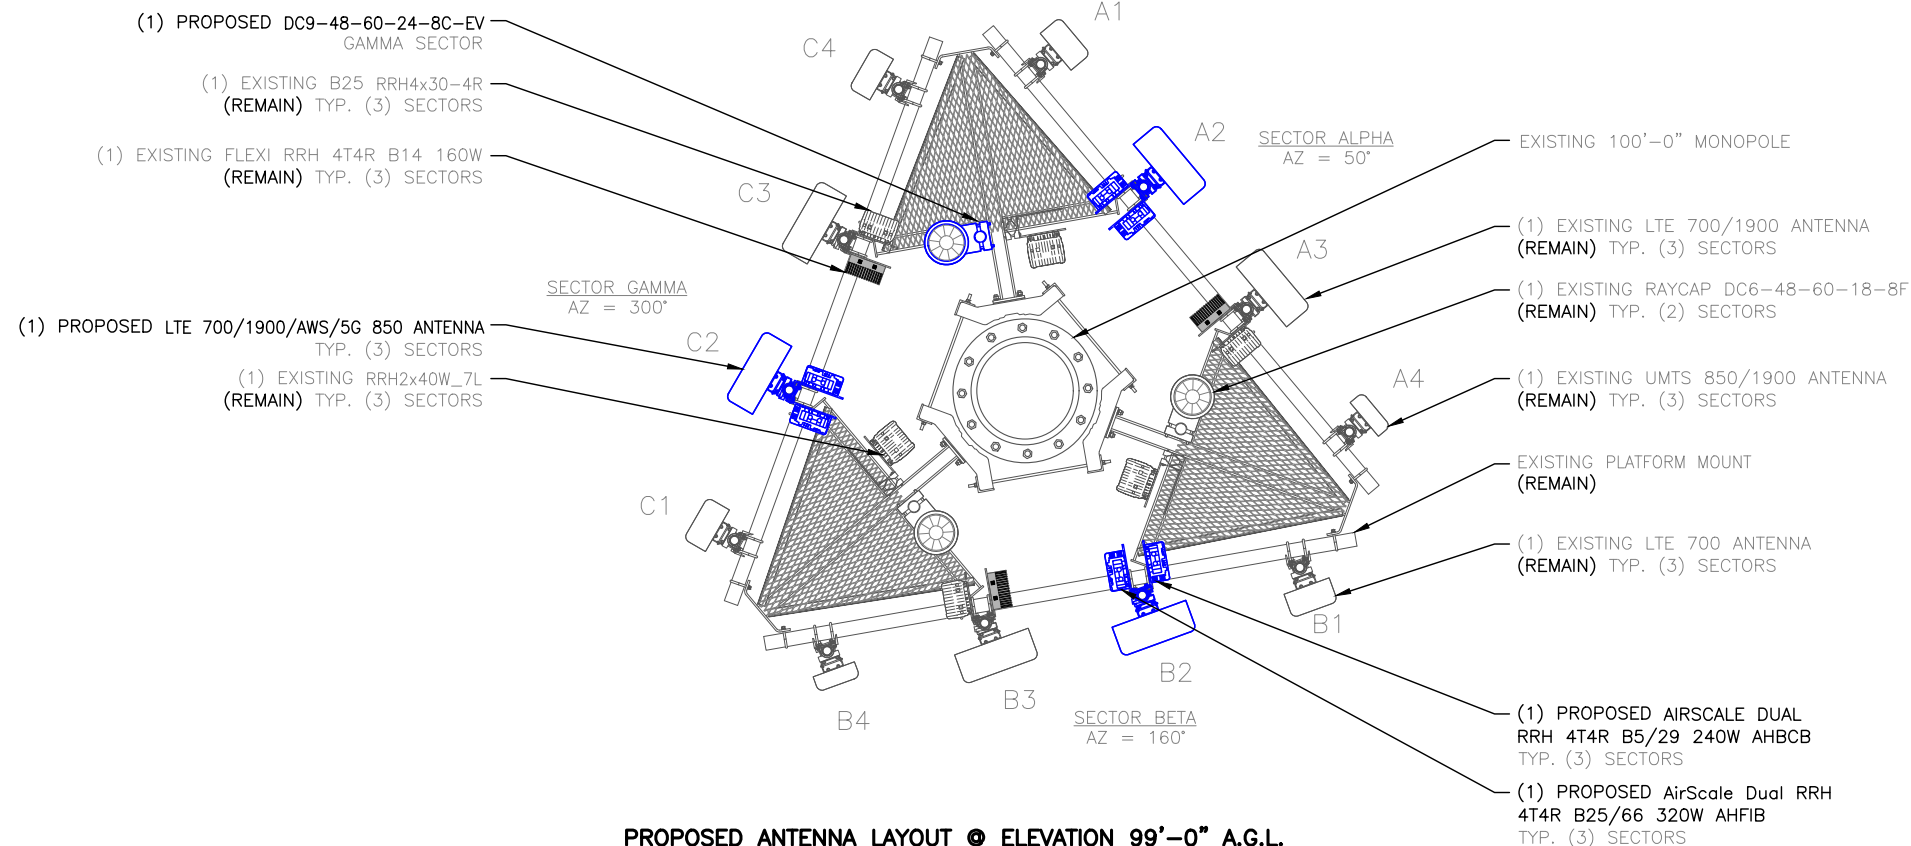 (1) PROPOSED DC9-48-60-24-8C-EV
GAMMA SECTOR
(1) EXISTING B25 RRH4x30-4R
(REMAIN) TYP. (3) SECTORS
(1) EXISTING FLEXI RRH 4T4R B14 160W
(REMAIN) TYP. (3) SECTORS
SECTOR GAMMA
AZ = 300°
(1) PROPOSED LTE 700/1900/AWS/5G 850 ANTENNA
TYP. (3) SECTORS
(1) EXISTING RRH2x40W_7L
(REMAIN) TYP. (3) SECTORS
C4
C3
C2
C1
A1
A2
A3
A4
SECTOR ALPHA
AZ = 50°
B4
B3
B2
B1
SECTOR BETA
AZ = 160°
EXISTING 100'-0" MONOPOLE
(1) EXISTING LTE 700/1900 ANTENNA
(REMAIN) TYP. (3) SECTORS
(1) EXISTING RAYCAP DC6-48-60-18-8F
(REMAIN) TYP. (2) SECTORS
(1) EXISTING UMTS 850/1900 ANTENNA
(REMAIN) TYP. (3) SECTORS
EXISTING PLATFORM MOUNT
(REMAIN)
(1) EXISTING LTE 700 ANTENNA
(REMAIN) TYP. (3) SECTORS
(1) PROPOSED AIRSCALE DUAL
RRH 4T4R B5/29 240W AHBCB
TYP. (3) SECTORS
(1) PROPOSED AirScale Dual RRH
4T4R B25/66 320W AHFIB
TYP. (3) SECTORS
PROPOSED ANTENNA LAYOUT @ ELEVATION 99'-0" A.G.L.